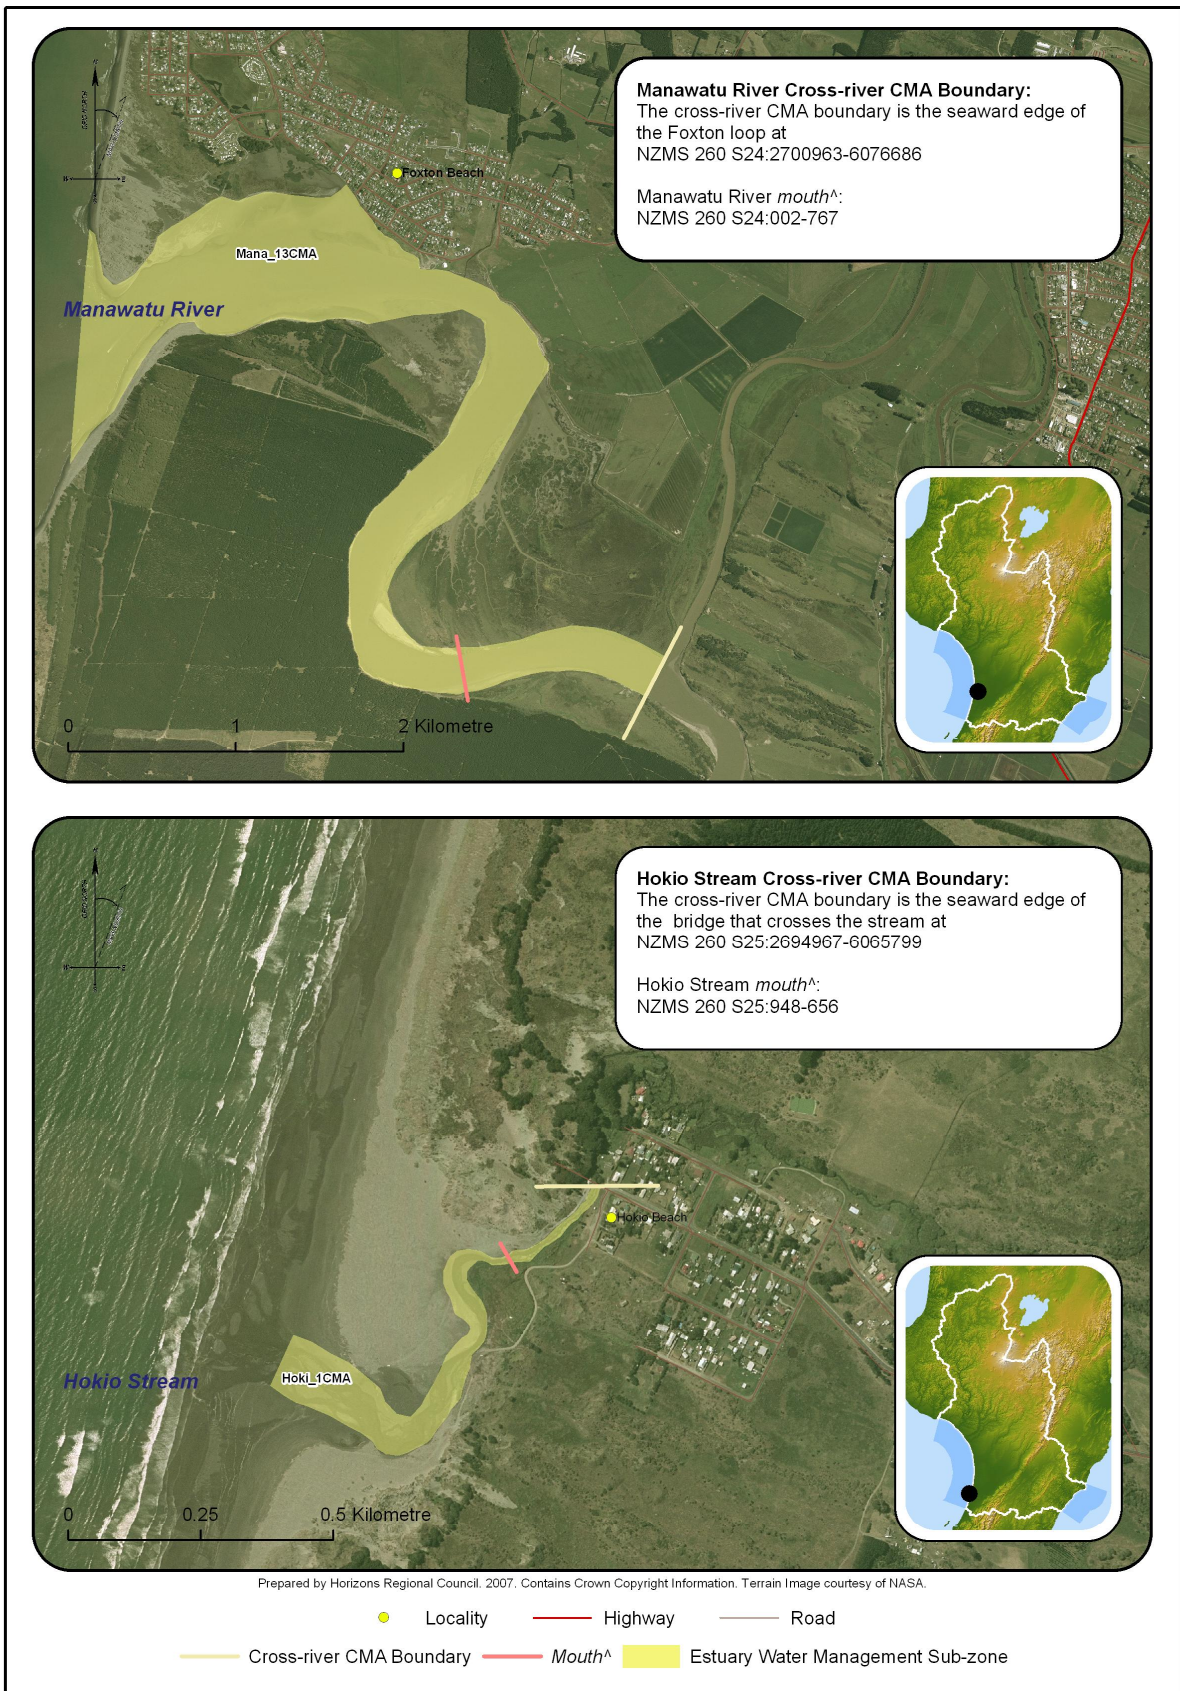 Manawatu River Cross-river CMA Boundary:
The cross-river CMA boundary is the seaward edge of
the Foxton loop at
NZMS 260 S24:2700963-6076686
Manawatu River mouth^:
NZMS 260 S24:002-767
GRID NORTH
N
W
E
S
Foxton Beach
Mana_13CMA
Manawatu River
0
1
2 Kilometre
Hokio Stream Cross-river CMA Boundary:
The cross-river CMA boundary is the seaward edge of
the bridge that crosses the stream at
NZMS 260 S25:2694967-6065799
Hokio Stream mouth^:
NZMS 260 S25:948-656
GRID NORTH
N
W
E
S
Hokio Beach
Hoki_1CMA
Hokio Stream
0
0.25
0.5 Kilometre
Prepared by Horizons Regional Council. 2007. Contains Crown Copyright Information. Terrain Image courtesy of NASA.
Locality
Highway
Road
Cross-river CMA Boundary
Mouth^
Estuary Water Management Sub-zone